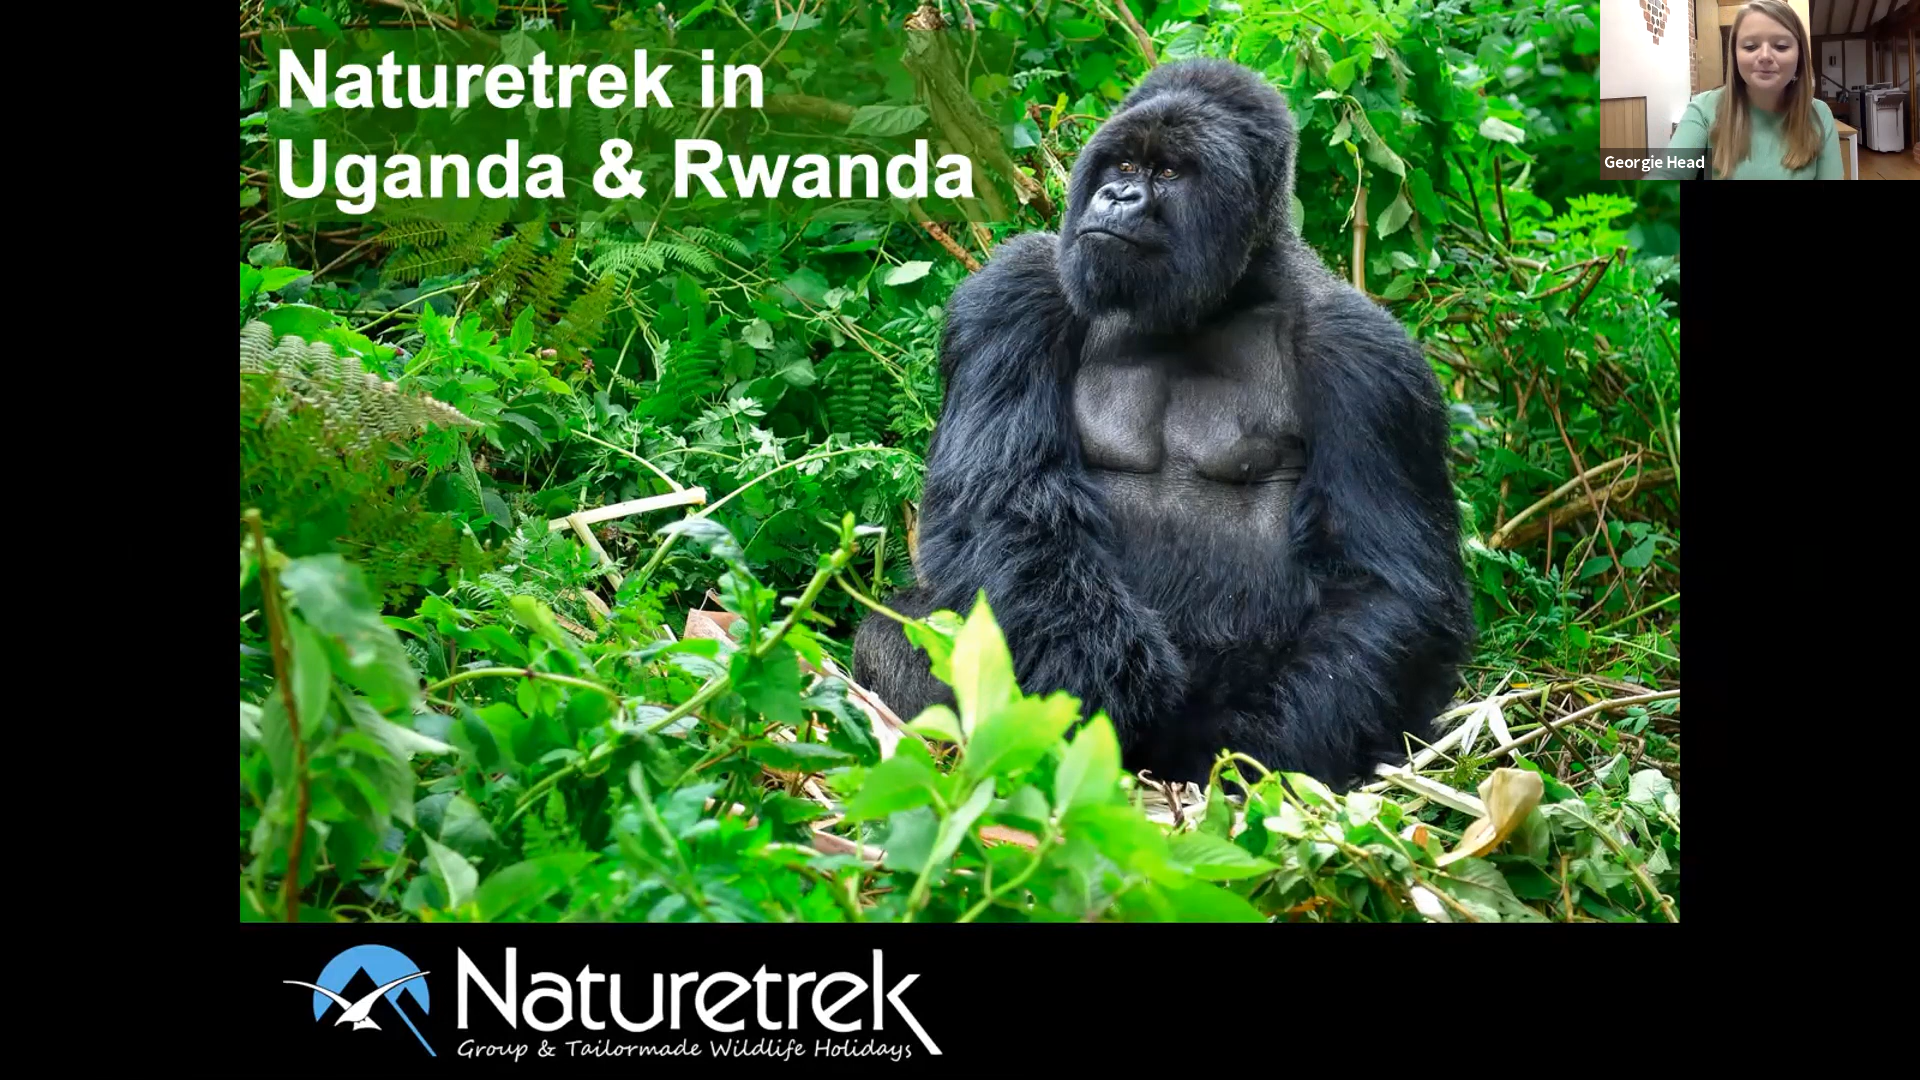 Naturetrek in
Uganda & Rwanda
Georgie Head
Naturetrek
Group & Tailormade Wildlife Holidays